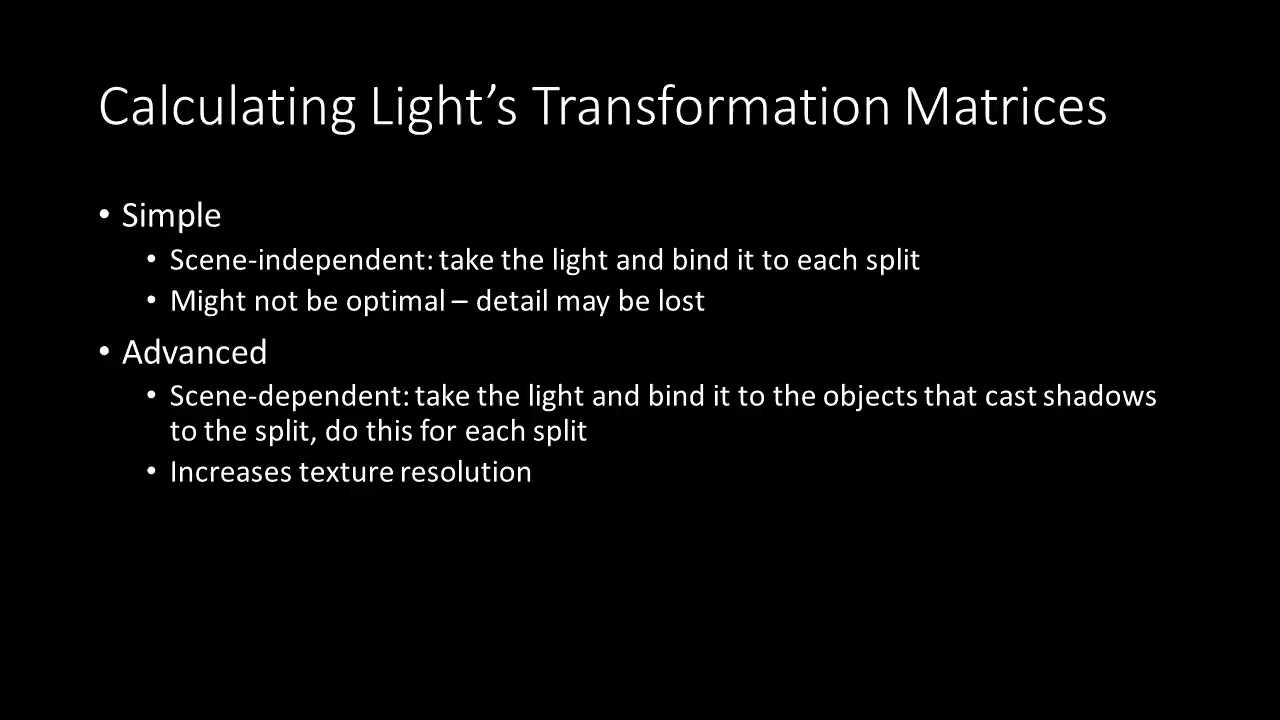 Calculating Light’s Transformation Matrices
• Simple
• Scene-independent: take the light and bind it to each split
• Might not be optimal – detail may be lost
• Advanced
• Scene-dependent: take the light and bind it to the objects that cast shadows
to the split, do this for each split
• Increases texture resolution